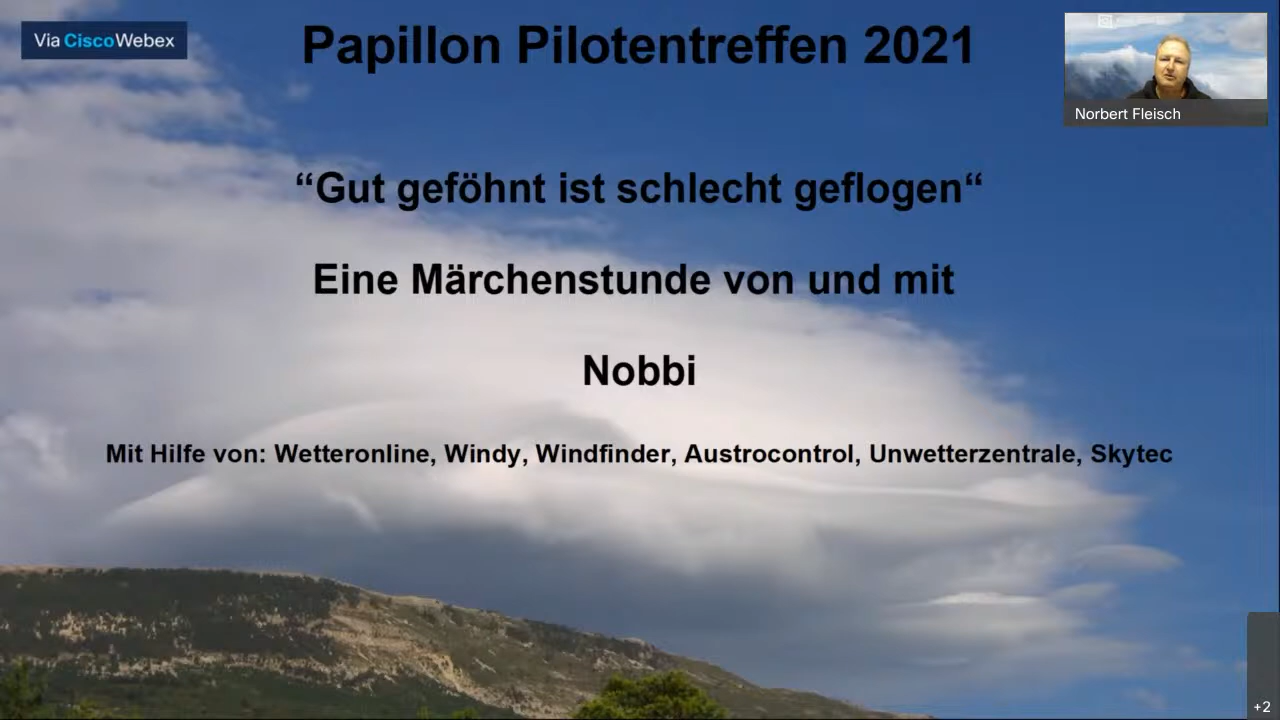 Via CiscoWebex
Papillon Pilotentreffen 2021
Norbert Fleisch
“Gut geföhnt ist schlecht geflogen“
Eine Märchenstunde von und mit
Nobbi
Mit Hilfe von: Wetteronline, Windy, Windfinder, Austrocontrol, Unwetterzentrale, Skytec
+2